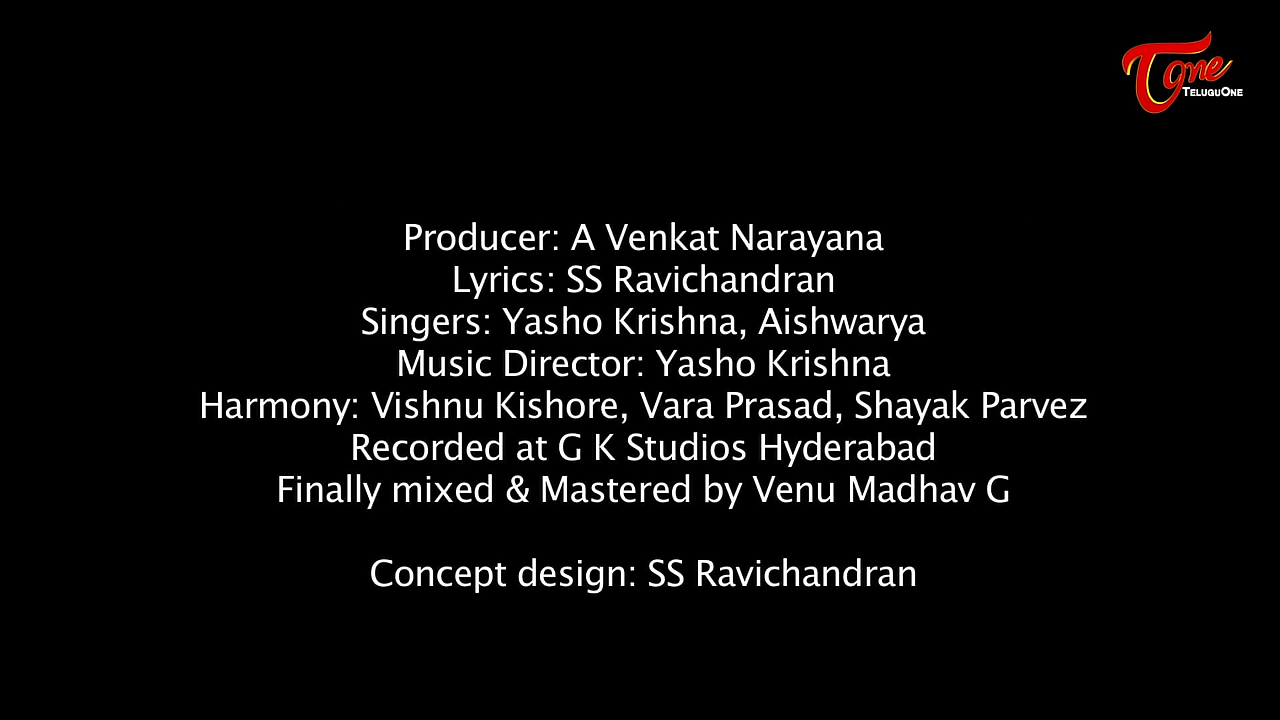 Tone
TELUGUONE
Producer: A Venkat Narayana
Lyrics: SS Ravichandran
Singers: Yasho Krishna, Aishwarya
Music Director: Yasho Krishna
Harmony: Vishnu Kishore, Vara Prasad, Shayak Parvez
Recorded at G K Studios Hyderabad
Finally mixed & Mastered by Venu Madhav G
Concept design: SS Ravichandran